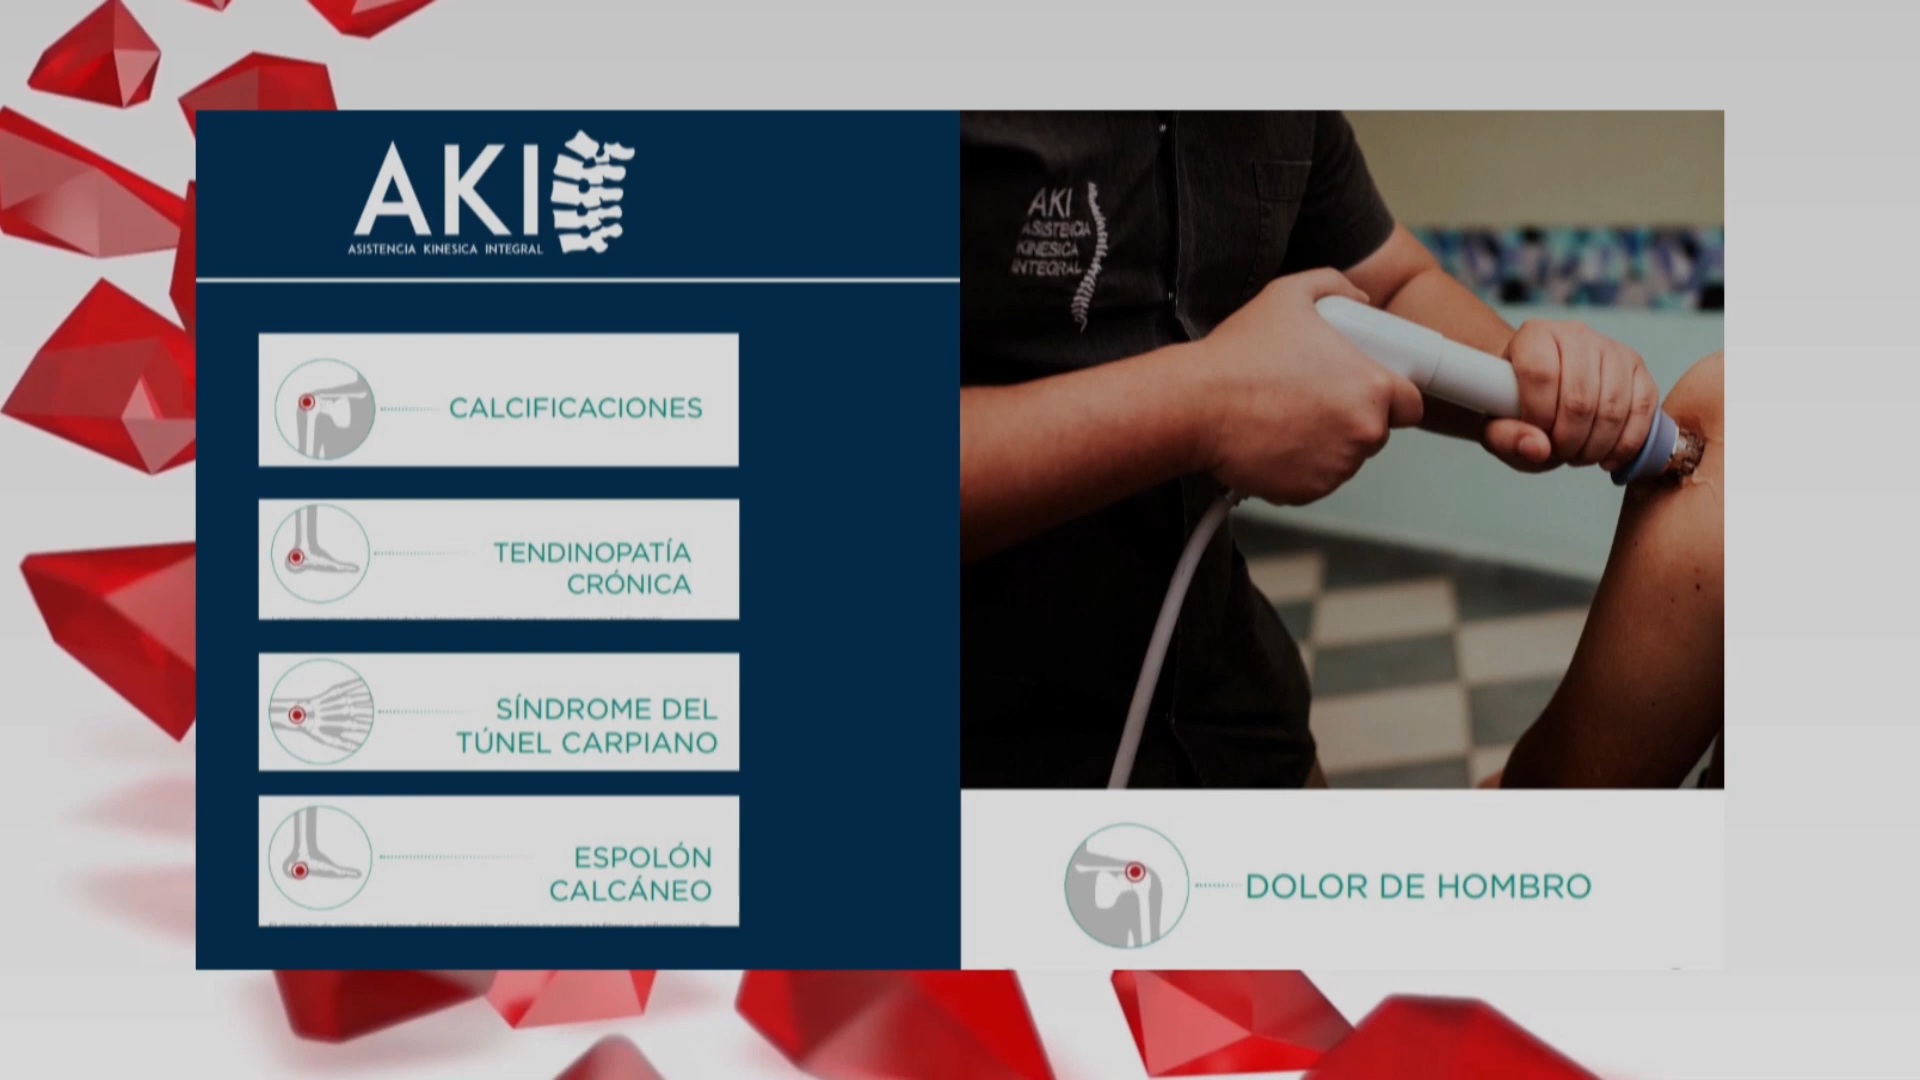 AKI
ASISTENCIA KINESICA INTEGRAL
CALCIFICACIONES
TENDINOPATÍA
CRÓNICA
SÍNDROME DEL
TÚNEL CARPIANO
ESPOLÓN
CALCÁNEO
AKI
ASISTENCIA
KINESICA
INTEGRAL
DOLOR DE HOMBRO